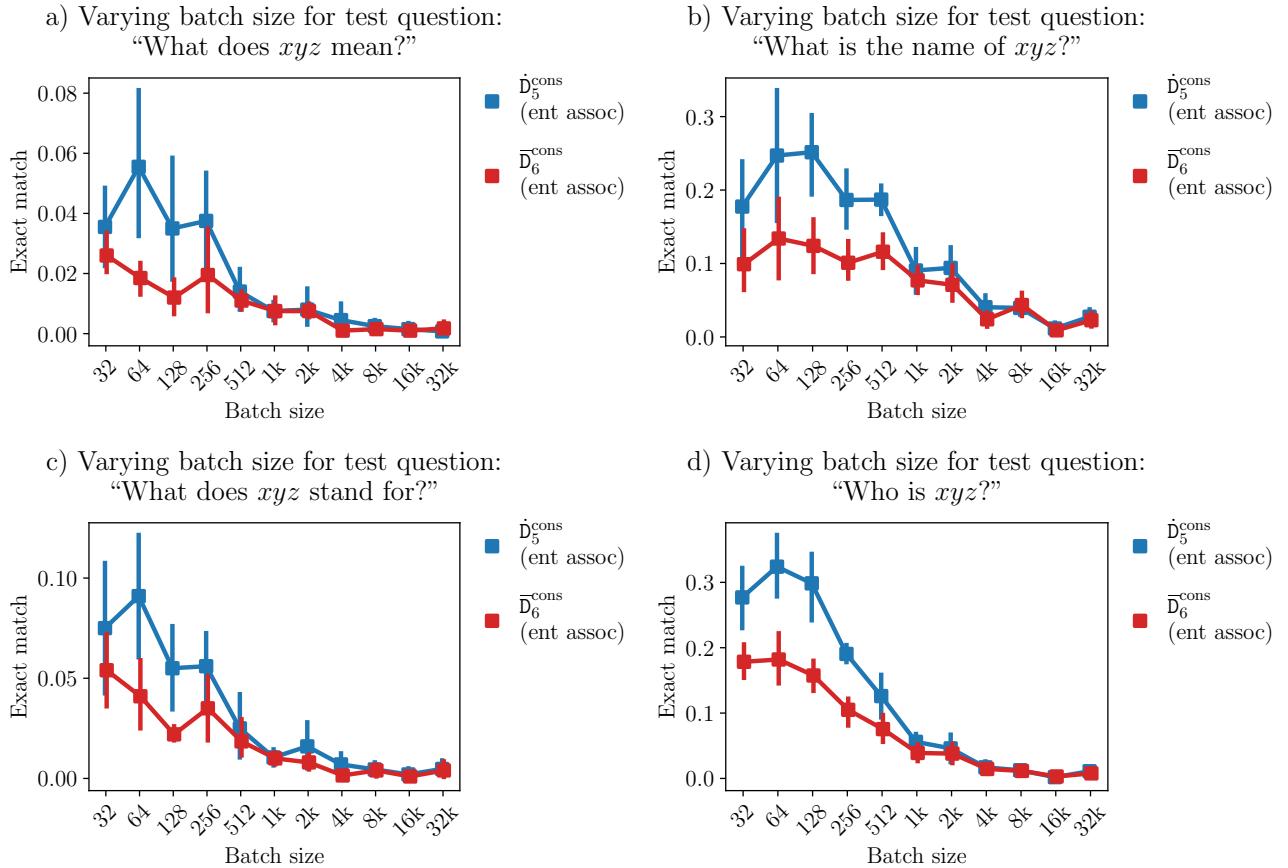 a) Varying batch size for test question:
“What does xyz mean?”
Exact match
0.08
0.06
0.04
0.02
0.00
32
64
128
256
512
1k
2k
4k
8k
16k
32k
Batch size
Ḋ₅ᶜᵒⁿˢ
(ent assoc)
D̅₆ᶜᵒⁿˢ
(ent assoc)
b) Varying batch size for test question:
“What is the name of xyz?”
Exact match
0.3
0.2
0.1
0.0
32
64
128
256
512
1k
2k
4k
8k
16k
32k
Batch size
Ḋ₅ᶜᵒⁿˢ
(ent assoc)
D̅₆ᶜᵒⁿˢ
(ent assoc)
c) Varying batch size for test question:
“What does xyz stand for?”
Exact match
0.10
0.05
0.00
32
64
128
256
512
1k
2k
4k
8k
16k
32k
Batch size
Ḋ₅ᶜᵒⁿˢ
(ent assoc)
D̅₆ᶜᵒⁿˢ
(ent assoc)
d) Varying batch size for test question:
“Who is xyz?”
Exact match
0.3
0.2
0.1
0.0
32
64
128
256
512
1k
2k
4k
8k
16k
32k
Batch size
Ḋ₅ᶜᵒⁿˢ
(ent assoc)
D̅₆ᶜᵒⁿˢ
(ent assoc)